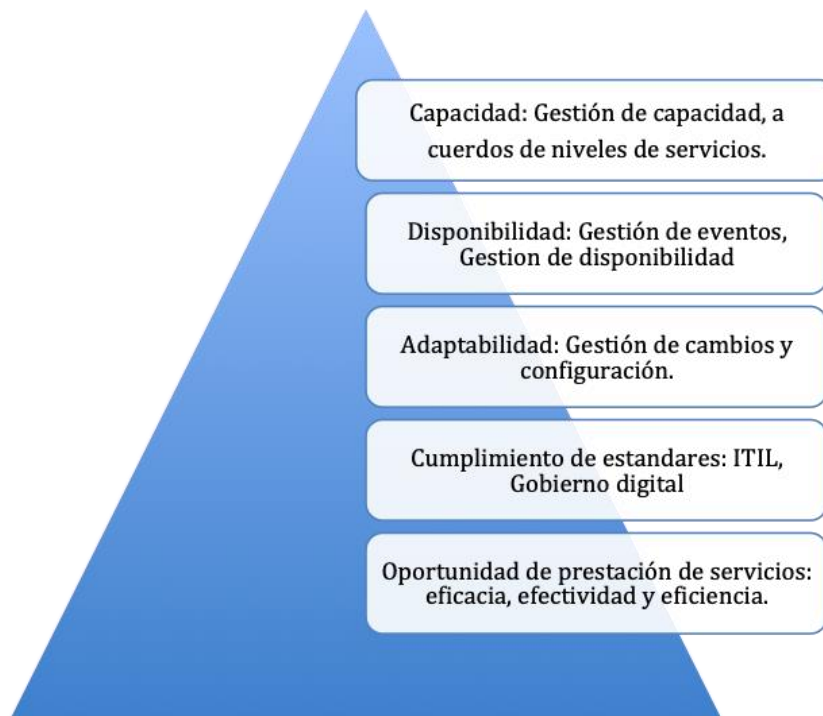 Capacidad: Gestión de capacidad, a
cuerdos de niveles de servicios.
Disponibilidad: Gestión de eventos,
Gestion de disponibilidad
Adaptabilidad: Gestión de cambios y
configuración.
Cumplimiento de estandares: ITIL,
Gobierno digital
Oportunidad de prestación de servicios:
eficacia, efectividad y eficiencia.